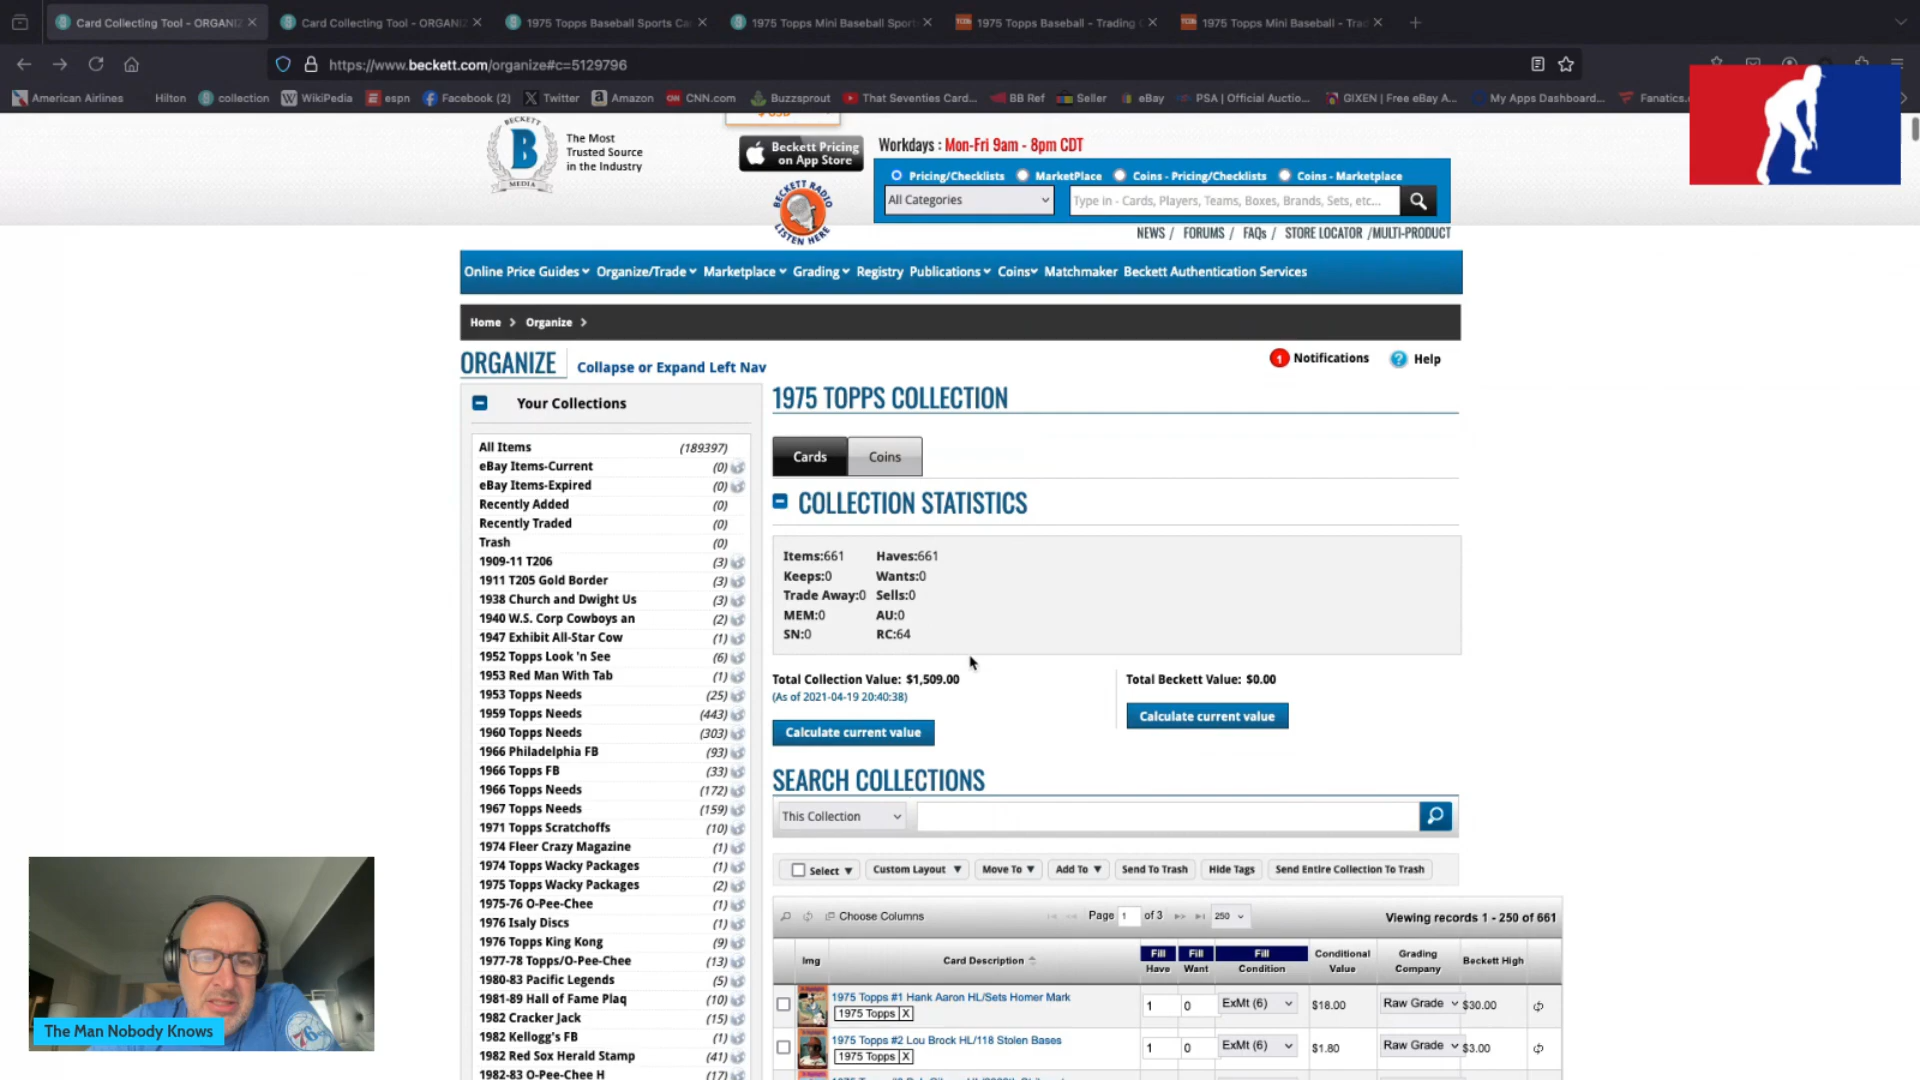 Card Collecting Tool - ORGANIZ
Card Collecting Tool - ORGANIZ
1975 Topps Baseball Sports Ca
1975 Topps Mini Baseball Sport
1975 Topps Baseball - Trading
1975 Topps Mini Baseball - Trad
https://www.beckett.com/organize#c=5129796
American Airlines
Hilton
collection
WikiPedia
espn
Facebook (2)
Twitter
Amazon
CNN.com
Buzzsprout
That Seventies Card...
BB Ref
Seller
eBay
PSA | Official Auctio...
GIXEN | Free eBay A...
My Apps Dashboard...
Fanatics.
BECKETT
B
MEDIA
The Most
Trusted Source
in the Industry
Beckett Pricing
on App Store
BECKETT RADIO
LISTEN HERE
Workdays : Mon-Fri 9am - 8pm CDT
Pricing/Checklists
MarketPlace
Coins - Pricing/Checklists
Coins - Marketplace
All Categories
Type in - Cards, Players, Teams, Boxes, Brands, Sets, etc...
NEWS / FORUMS / FAQs / STORE LOCATOR /MULTI-PRODUCT
Online Price Guides Organize/Trade Marketplace Grading Registry Publications Coins Matchmaker Beckett Authentication Services
Home > Organize >
ORGANIZE
Collapse or Expand Left Nav
1 Notifications
? Help
Your Collections
All Items (189397)
eBay Items-Current (0)
eBay Items-Expired (0)
Recently Added (0)
Recently Traded (0)
Trash (0)
1909-11 T206 (3)
1911 T205 Gold Border (3)
1938 Church and Dwight Us (3)
1940 W.S. Corp Cowboys an (2)
1947 Exhibit All-Star Cow (1)
1952 Topps Look 'n See (6)
1953 Red Man With Tab (1)
1953 Topps Needs (25)
1959 Topps Needs (443)
1960 Topps Needs (303)
1966 Philadelphia FB (93)
1966 Topps FB (33)
1966 Topps Needs (172)
1967 Topps Needs (159)
1971 Topps Scratchoffs (10)
1974 Fleer Crazy Magazine (1)
1974 Topps Wacky Packages (1)
1975 Topps Wacky Packages (2)
1975-76 O-Pee-Chee (1)
1976 Isaly Discs (1)
1976 Topps King Kong (9)
1977-78 Topps/O-Pee-Chee (13)
1980-83 Pacific Legends (5)
1981-89 Hall of Fame Plaq (10)
1982 Cracker Jack (15)
1982 Kellogg's FB (1)
1982 Red Sox Herald Stamp (41)
1982-83 O-Pee-Chee H (17)
1975 TOPPS COLLECTION
Cards
Coins
COLLECTION STATISTICS
Items:661 Haves:661
Keeps:0 Wants:0
Trade Away:0 Sells:0
MEM:0 AU:0
SN:0 RC:64
Total Collection Value: $1,509.00
(As of 2021-04-19 20:40:38)
Calculate current value
Total Beckett Value: $0.00
Calculate current value
SEARCH COLLECTIONS
This Collection
Select
Custom Layout
Move To
Add To
Send To Trash
Hide Tags
Send Entire Collection To Trash
Choose Columns
Page 1 of 3
250
Viewing records 1 - 250 of 661
Img
Card Description
Fill
Have
Fill
Want
Fill
Condition
Conditional
Value
Grading
Company
Beckett High
1975 Topps #1 Hank Aaron HL/Sets Homer Mark
1975 Topps X
1 0 ExMt (6) $18.00 Raw Grade $30.00
1975 Topps #2 Lou Brock HL/118 Stolen Bases
1975 Topps X
1 0 ExMt (6) $1.80 Raw Grade $3.00
The Man Nobody Knows